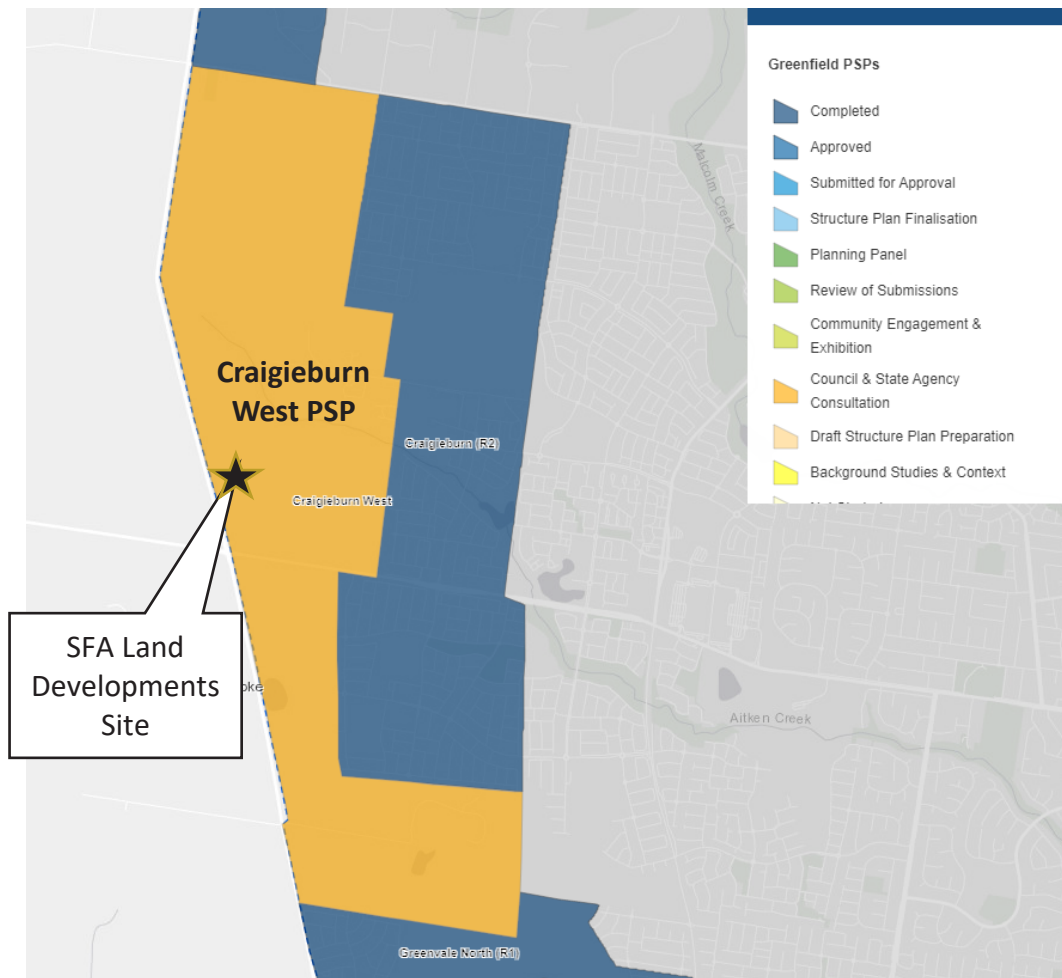 Greenfield PSPs
Completed
Approved
Submitted for Approval
Structure Plan Finalisation
Planning Panel
Review of Submissions
Community Engagement &
Exhibition
Council & State Agency
Consultation
Draft Structure Plan Preparation
Background Studies & Context
Malcolm Creek
Craigieburn
West PSP
Craigieburn (R2)
Craigieburn West
SFA Land
Developments
Site
oke
Aitken Creek
Greenvale North (R1)